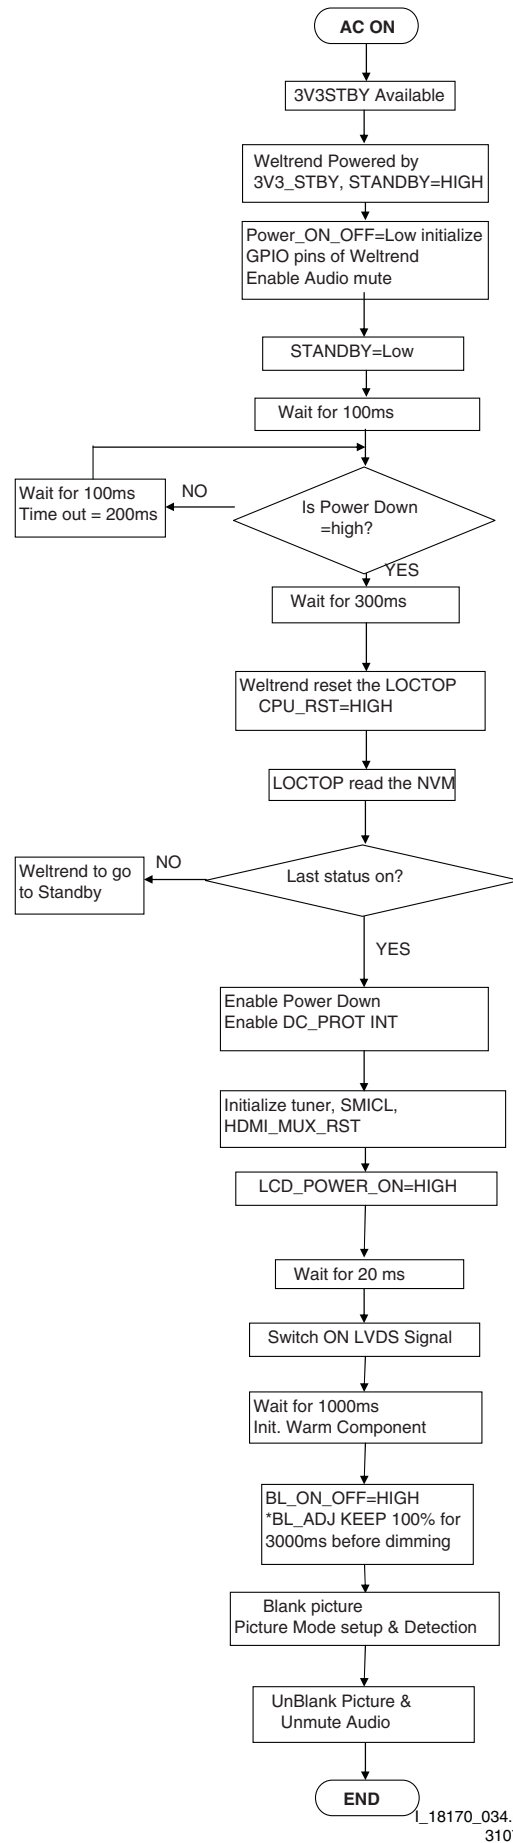 AC ON
3V3STBY Available
Weltrend Powered by
3V3_STBY, STANDBY=HIGH
Power_ON_OFF=Low initialize
GPIO pins of Weltrend
Enable Audio mute
STANDBY=Low
Wait for 100ms
Wait for 100ms
Time out = 200ms
NO
Is Power Down
=high?
YES
Wait for 300ms
Weltrend reset the LOCTOP
CPU_RST=HIGH
LOCTOP read the NVM
Weltrend to go
to Standby
NO
Last status on?
YES
Enable Power Down
Enable DC_PROT INT
Initialize tuner, SMICL,
HDMI_MUX_RST
LCD_POWER_ON=HIGH
Wait for 20 ms
Switch ON LVDS Signal
Wait for 1000ms
Init. Warm Component
BL_ON_OFF=HIGH
*BL_ADJ KEEP 100% for
3000ms before dimming
Blank picture
Picture Mode setup & Detection
UnBlank Picture &
Unmute Audio
END
I_18170_034.
3107